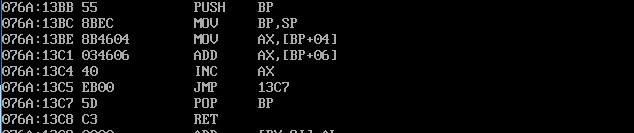 076A:13BB 55 PUSH BP
076A:13BC 8BEC MOV BP,SP
076A:13BE 8B4604 MOV AX,[BP+04]
076A:13C1 034606 ADD AX,[BP+06]
076A:13C4 40 INC AX
076A:13C5 EB00 JMP 13C7
076A:13C7 5D POP BP
076A:13C8 C3 RET